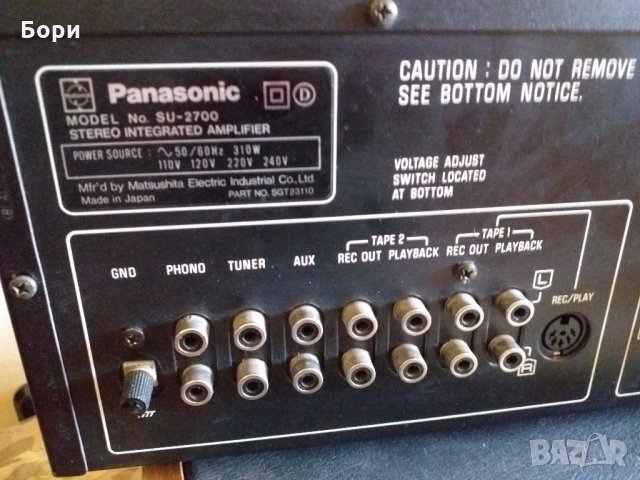 Бори
Panasonic D
MODEL No. SU-2700
STEREO INTEGRATED AMPLIFIER
POWER SOURCE : ~ 50/60Hz 310W
110V 120V 220V 240V
Mfr'd by Matsushita Electric Industrial Co., Ltd.
Made in Japan PART NO. SGT23110
CAUTION : DO NOT REMOVE
SEE BOTTOM NOTICE.
VOLTAGE ADJUST
SWITCH LOCATED
AT BOTTOM
TAPE 2 TAPE 1
GND PHONO TUNER AUX REC OUT PLAYBACK REC OUT PLAYBACK
L
REC/PLAY
R
BAZAR